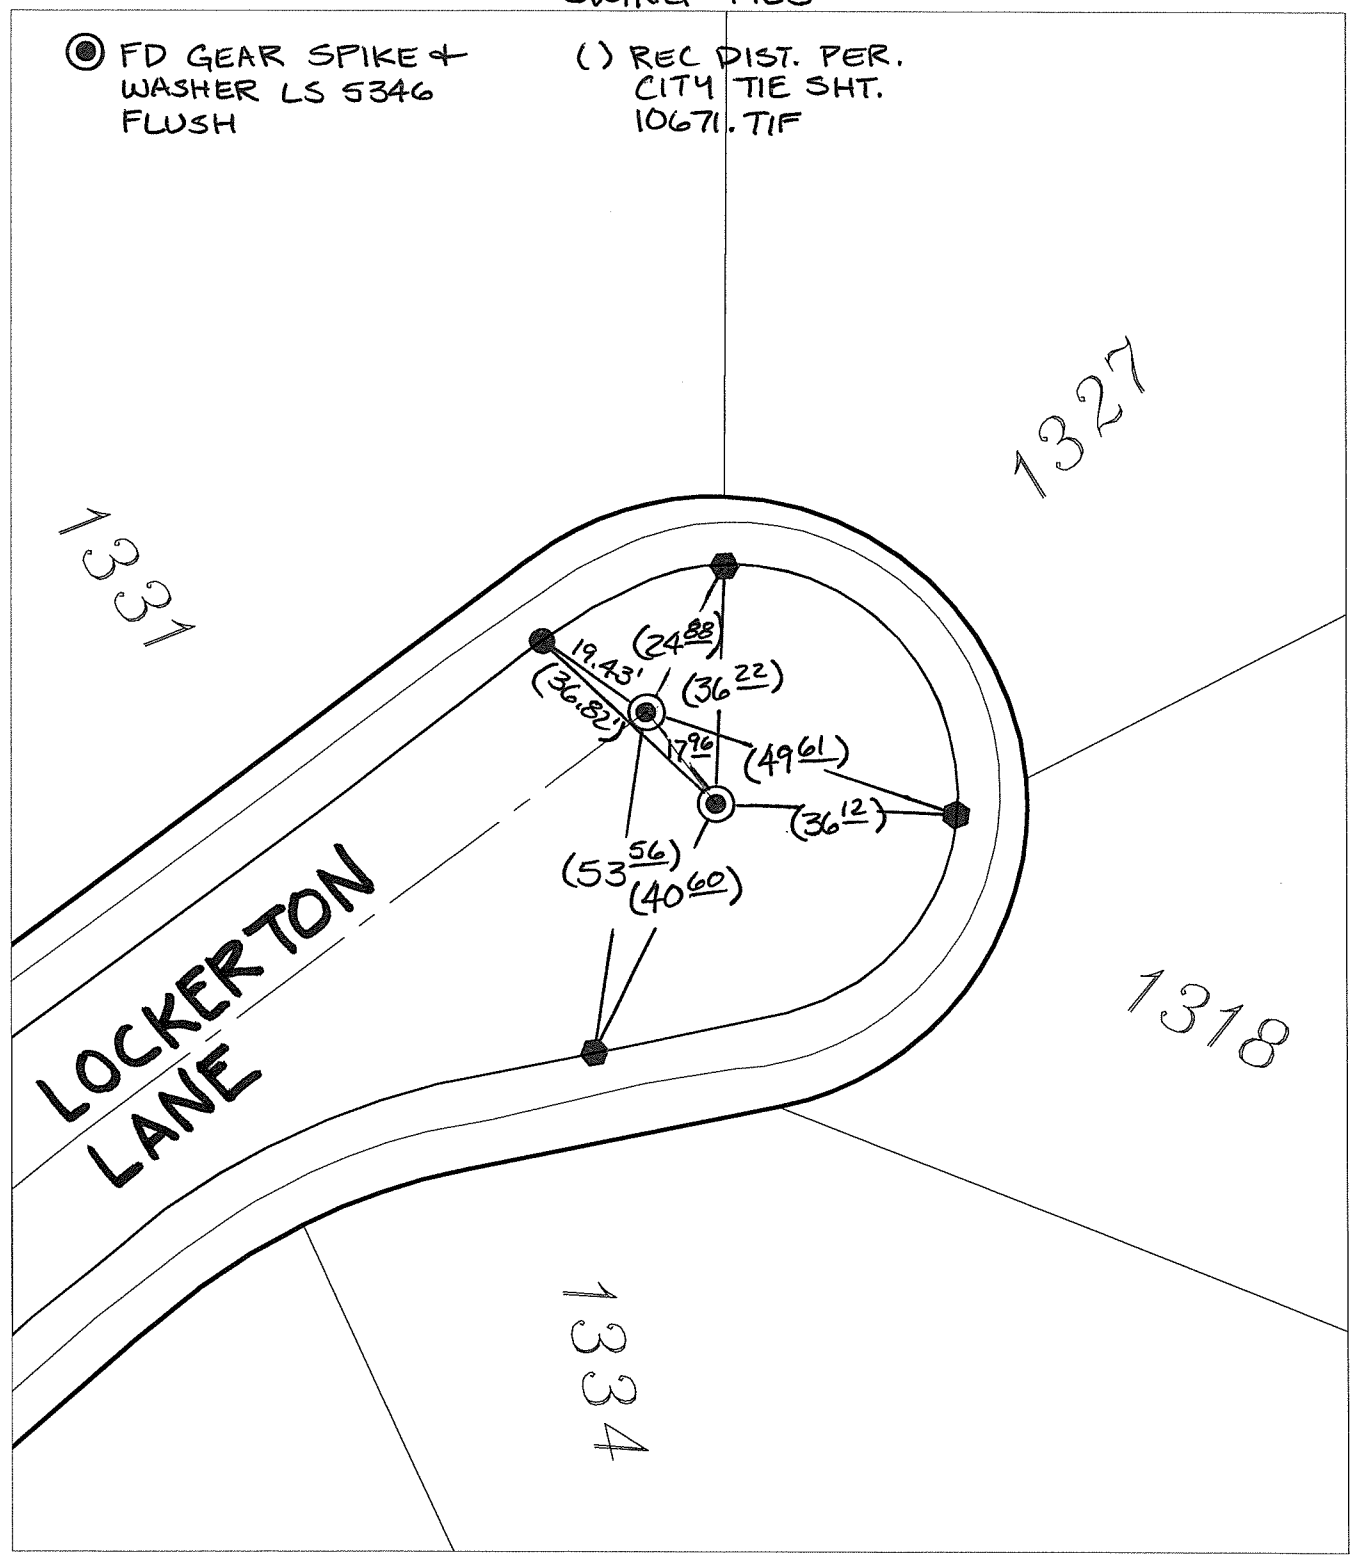 FD GEAR SPIKE &
WASHER LS 5346
FLUSH
() REC DIST. PER.
CITY TIE SHT.
10671.TIF
1327
1331
(24 88)
19.43'
(36 22)
(36.82')
17 96
(49 61)
(36 12)
(53 56)
(40 60)
LOCKERTON
LANE
1318
1334